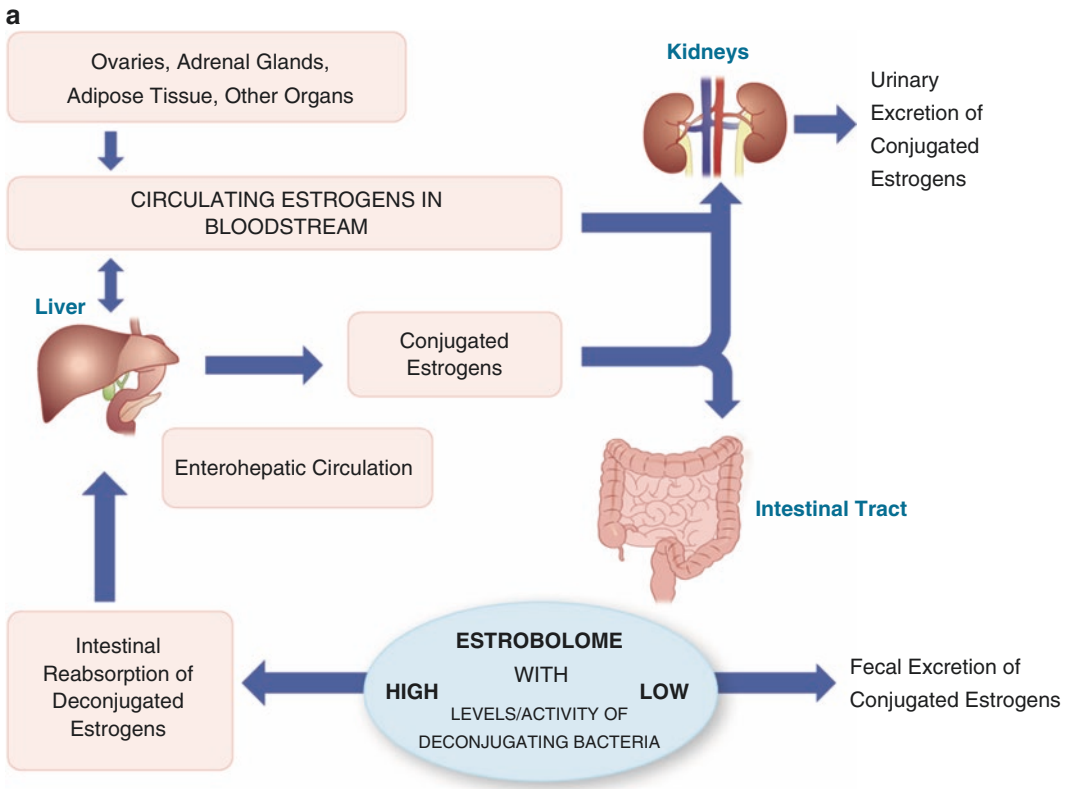 a
Ovaries, Adrenal Glands,
Adipose Tissue, Other Organs
Kidneys
Urinary
Excretion of
Conjugated
Estrogens
CIRCULATING ESTROGENS IN
BLOODSTREAM
Liver
Conjugated
Estrogens
Enterohepatic Circulation
Intestinal Tract
Intestinal
Reabsorption of
Deconjugated
Estrogens
ESTROBOLOME
WITH
HIGH LOW
LEVELS/ACTIVITY OF
DECONJUGATING BACTERIA
Fecal Excretion of
Conjugated Estrogens